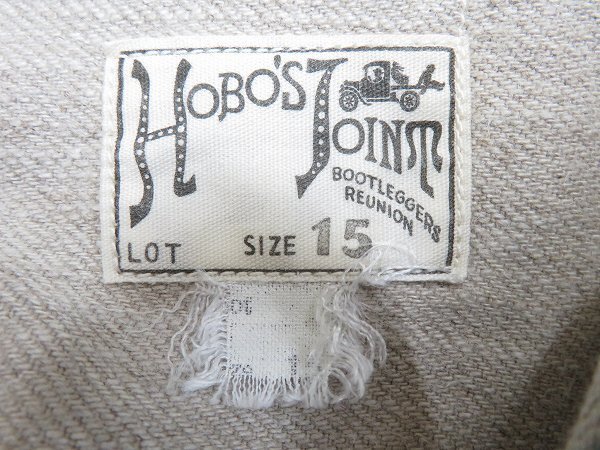 HOBO'S
JOINT
BOOTLEGGERS
REUNION
LOT SIZE 15